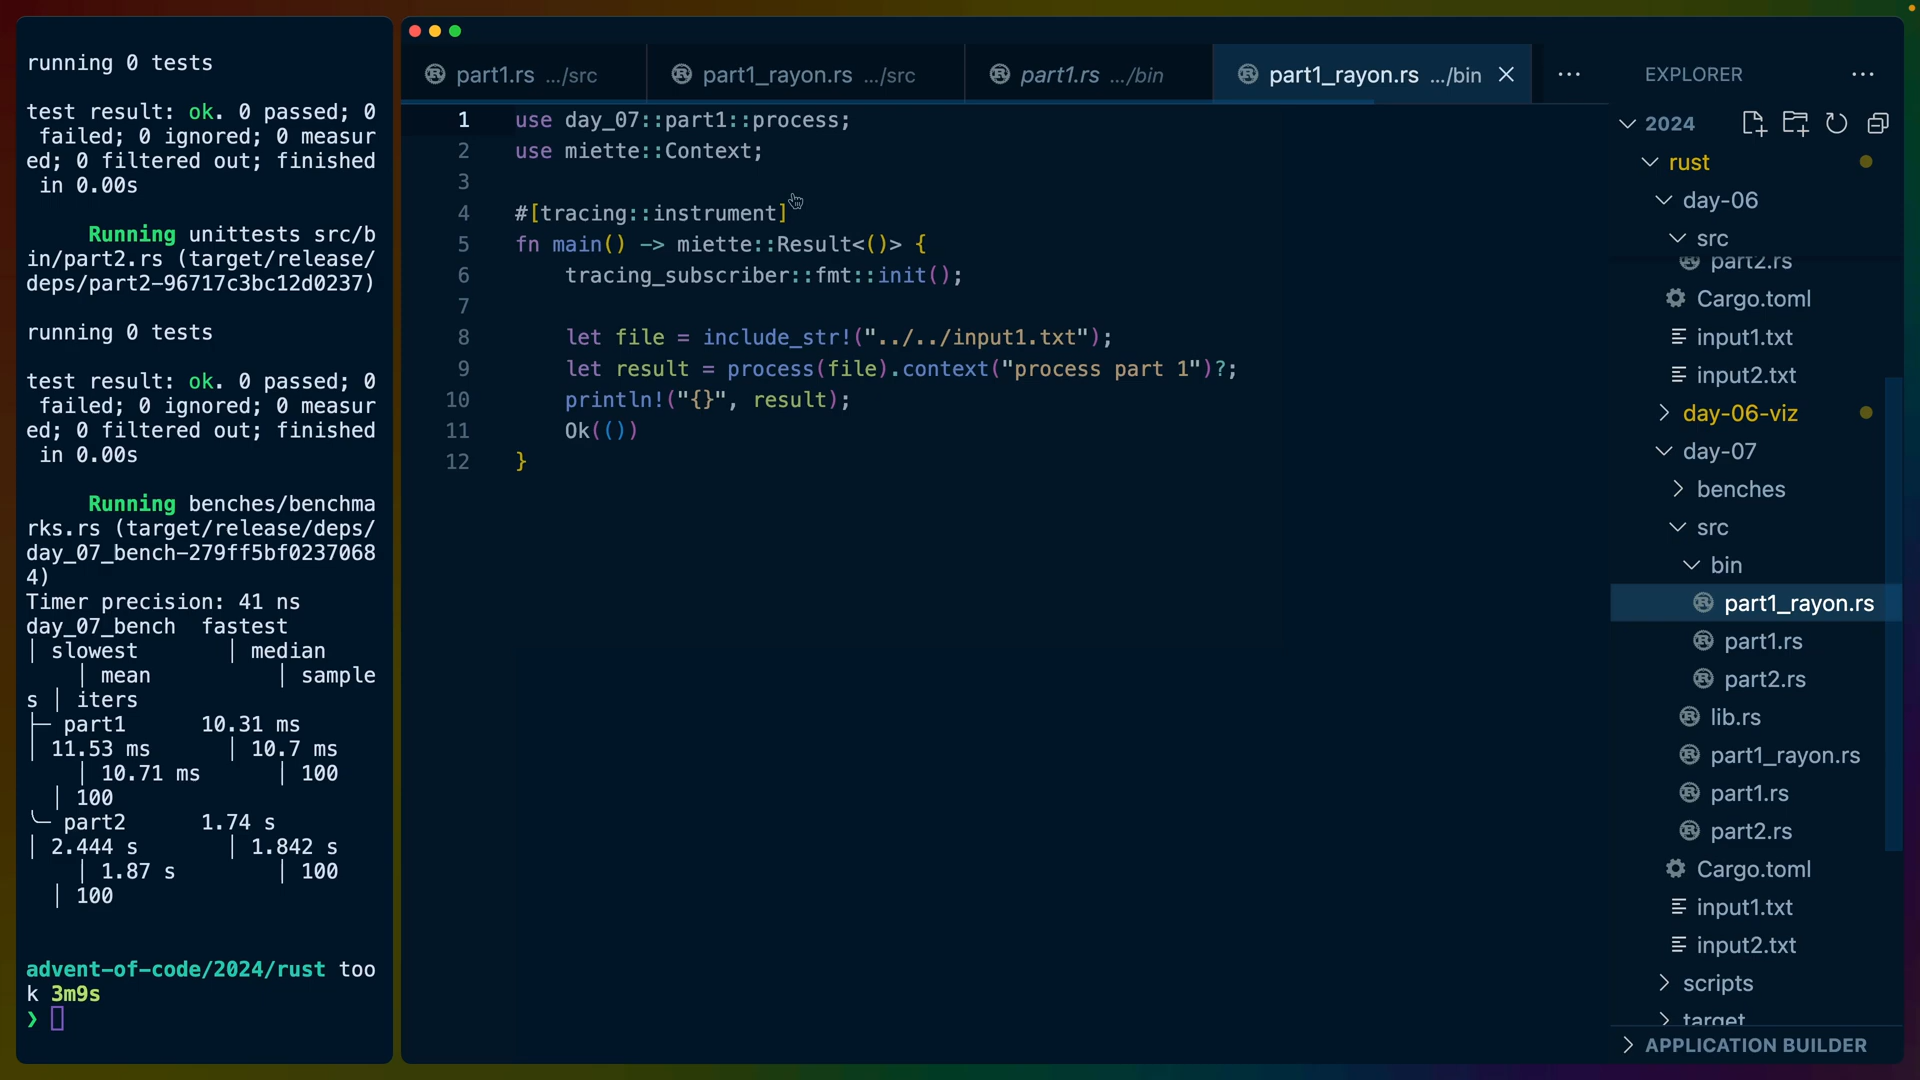 running 0 tests
test result: ok. 0 passed; 0
failed; 0 ignored; 0 measur
ed; 0 filtered out; finished
in 0.00s
Running unittests src/b
in/part2.rs (target/release/
deps/part2-96717c3bc12d0237)
running 0 tests
test result: ok. 0 passed; 0
failed; 0 ignored; 0 measur
ed; 0 filtered out; finished
in 0.00s
Running benches/benchma
rks.rs (target/release/deps/
day_07_bench-279ff5bf0237068
4)
Timer precision: 41 ns
day_07_bench fastest
│ slowest │ median
│ mean │ sample
s │ iters
├─ part1 10.31 ms
│ 11.53 ms │ 10.7 ms
│ 10.71 ms │ 100
│ 100
╰─ part2 1.74 s
│ 2.444 s │ 1.842 s
│ 1.87 s │ 100
│ 100
advent-of-code/2024/rust too
k 3m9s
❯
part1.rs .../src part1_rayon.rs .../src part1.rs .../bin part1_rayon.rs .../bin
1 use day_07::part1::process;
2 use miette::Context;
3
4 #[tracing::instrument]
5 fn main() -> miette::Result<()> {
6 tracing_subscriber::fmt::init();
7
8 let file = include_str!("../../input1.txt");
9 let result = process(file).context("process part 1")?;
10 println!("{}", result);
11 Ok(())
12 }
EXPLORER
2024
rust
day-06
src
part2.rs
Cargo.toml
input1.txt
input2.txt
day-06-viz
day-07
benches
src
bin
part1_rayon.rs
part1.rs
part2.rs
lib.rs
part1_rayon.rs
part1.rs
part2.rs
Cargo.toml
input1.txt
input2.txt
scripts
target
APPLICATION BUILDER